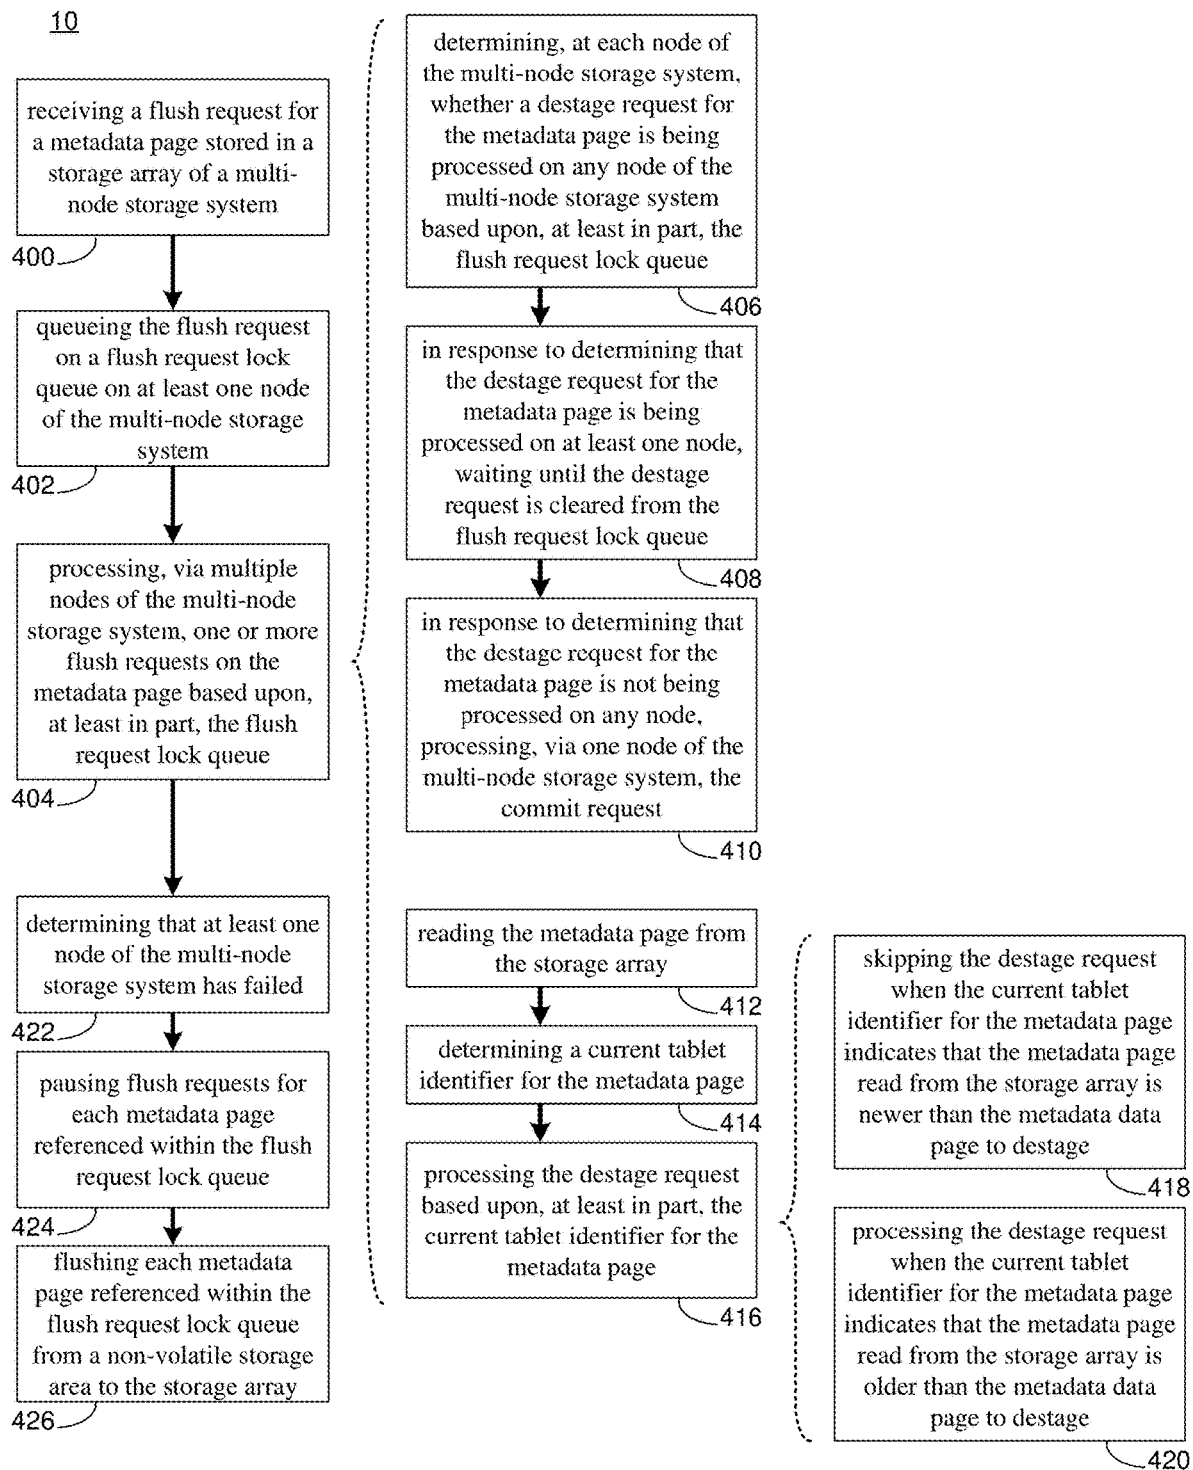 10
receiving a flush request for
a metadata page stored in a
storage array of a multi-
node storage system
400
queueing the flush request
on a flush request lock
queue on at least one node
of the multi-node storage
system
402
processing, via multiple
nodes of the multi-node
storage system, one or more
flush requests on the
metadata page based upon,
at least in part, the flush
request lock queue
404
determining that at least one
node of the multi-node
storage system has failed
422
pausing flush requests for
each metadata page
referenced within the flush
request lock queue
424
flushing each metadata
page referenced within the
flush request lock queue
from a non-volatile storage
area to the storage array
426
determining, at each node of
the multi-node storage system,
whether a destage request for
the metadata page is being
processed on any node of the
multi-node storage system
based upon, at least in part, the
flush request lock queue
406
in response to determining that
the destage request for the
metadata page is being
processed on at least one node,
waiting until the destage
request is cleared from the
flush request lock queue
408
in response to determining that
the destage request for the
metadata page is not being
processed on any node,
processing, via one node of the
multi-node storage system, the
commit request
410
reading the metadata page from
the storage array
412
determining a current tablet
identifier for the metadata page
414
processing the destage request
based upon, at least in part, the
current tablet identifier for the
metadata page
416
skipping the destage request
when the current tablet
identifier for the metadata page
indicates that the metadata page
read from the storage array is
newer than the metadata data
page to destage
418
processing the destage request
when the current tablet
identifier for the metadata page
indicates that the metadata page
read from the storage array is
older than the metadata data
page to destage
420